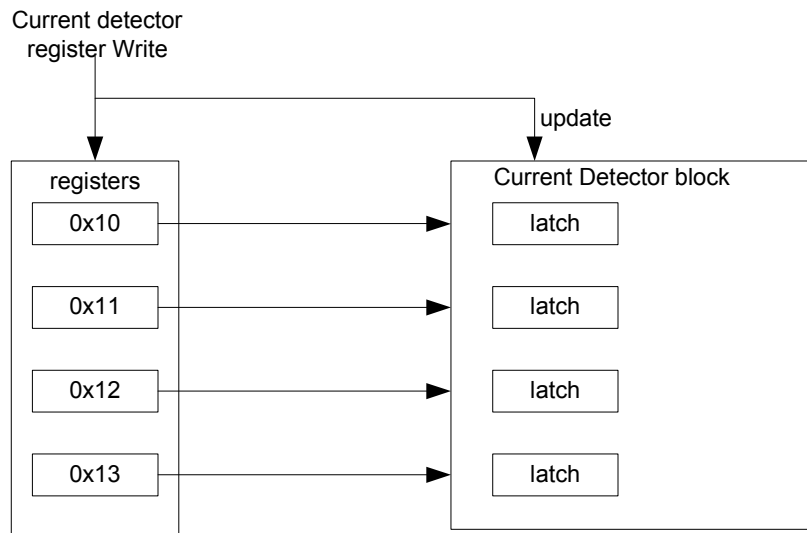 Current detector
register Write
update
registers
Current Detector block
0x10
latch
0x11
latch
0x12
latch
0x13
latch